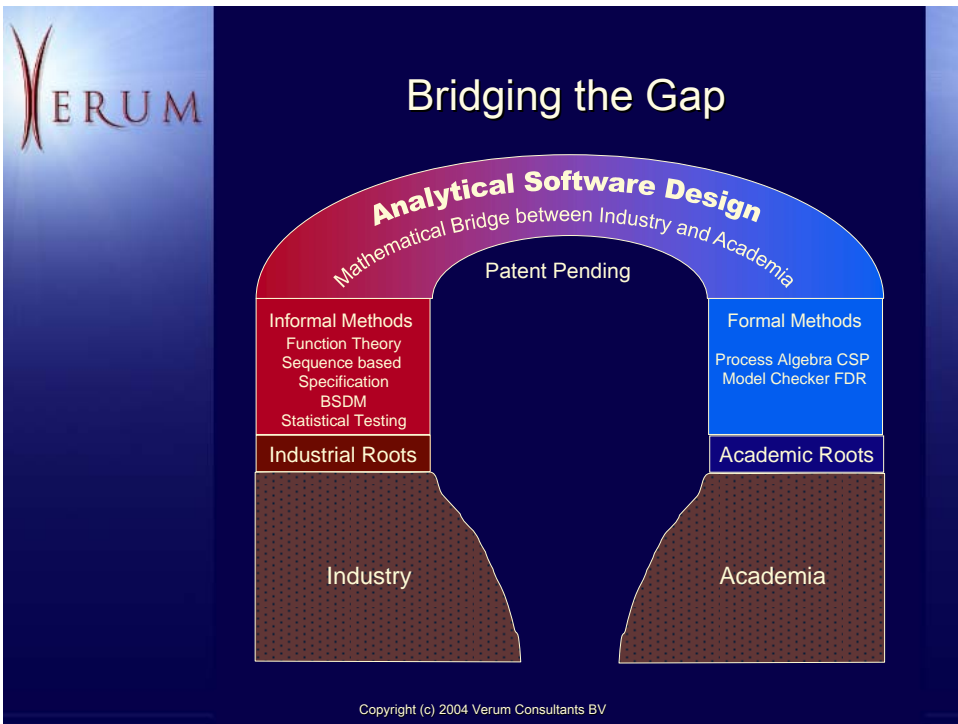 VERUM
Bridging the Gap
Analytical Software Design
Mathematical Bridge between Industry and Academia
Patent Pending
Informal Methods
Function Theory
Sequence based
Specification
BSDM
Statistical Testing
Industrial Roots
Industry
Formal Methods
Process Algebra CSP
Model Checker FDR
Academic Roots
Academia
Copyright (c) 2004 Verum Consultants BV